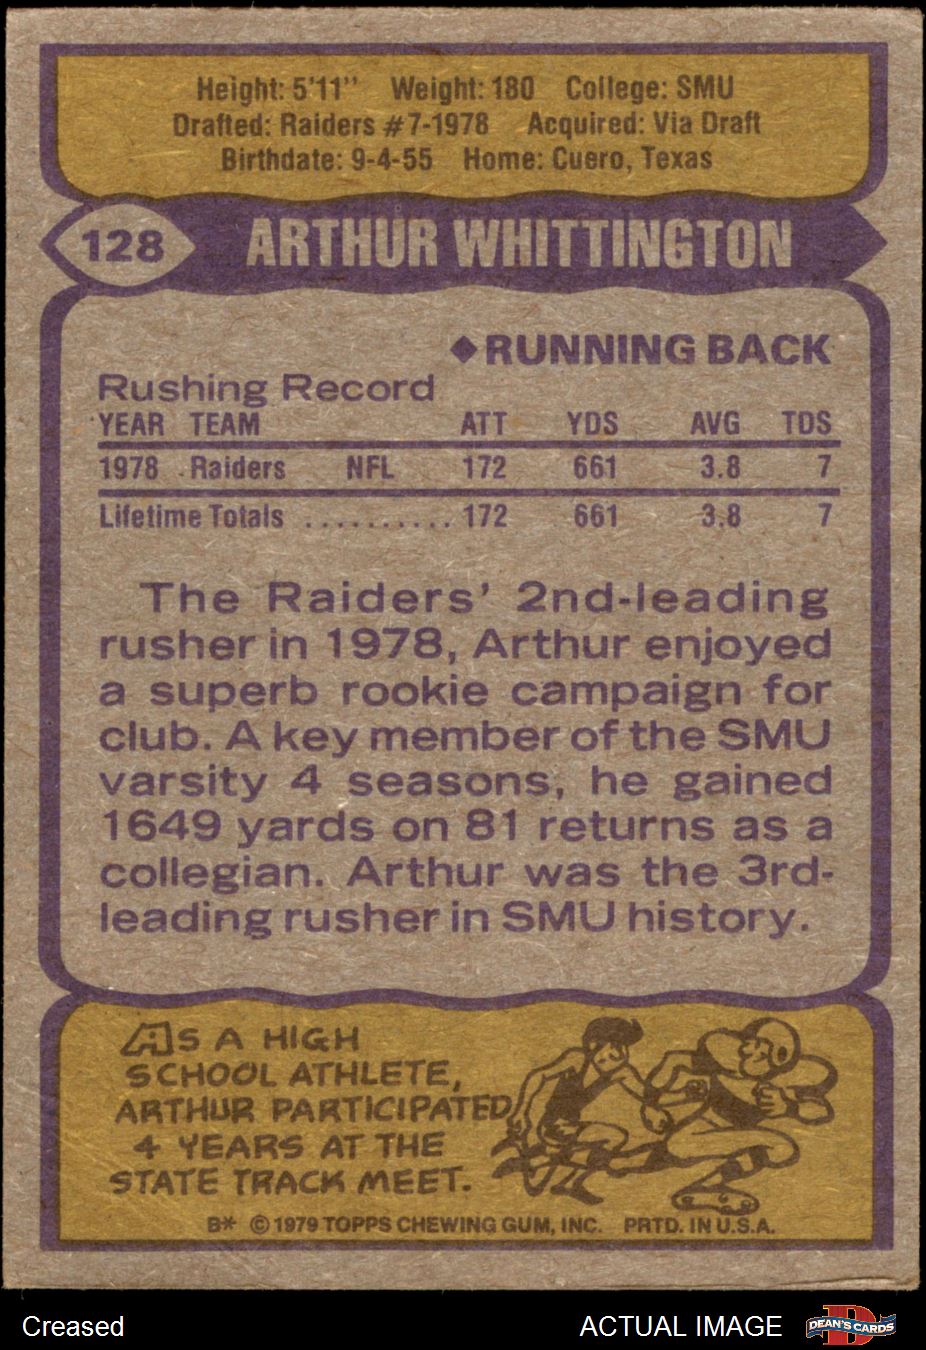 Height: 5'11" Weight: 180 College: SMU
Drafted: Raiders #7-1978 Acquired: Via Draft
Birthdate: 9-4-55 Home: Cuero, Texas
128 ARTHUR WHITTINGTON
◆RUNNING BACK
Rushing Record
YEAR TEAM ATT YDS AVG TDS
1978 Raiders NFL 172 661 3.8 7
Lifetime Totals .......... 172 661 3.8 7
The Raiders' 2nd-leading
rusher in 1978, Arthur enjoyed
a superb rookie campaign for
club. A key member of the SMU
varsity 4 seasons, he gained
1649 yards on 81 returns as a
collegian. Arthur was the 3rd-
leading rusher in SMU history.
AS A HIGH
SCHOOL ATHLETE,
ARTHUR PARTICIPATED
4 YEARS AT THE
STATE TRACK MEET.
B* © 1979 TOPPS CHEWING GUM, INC. PRTD. IN U.S.A.
Creased ACTUAL IMAGE DEAN'S CARDS